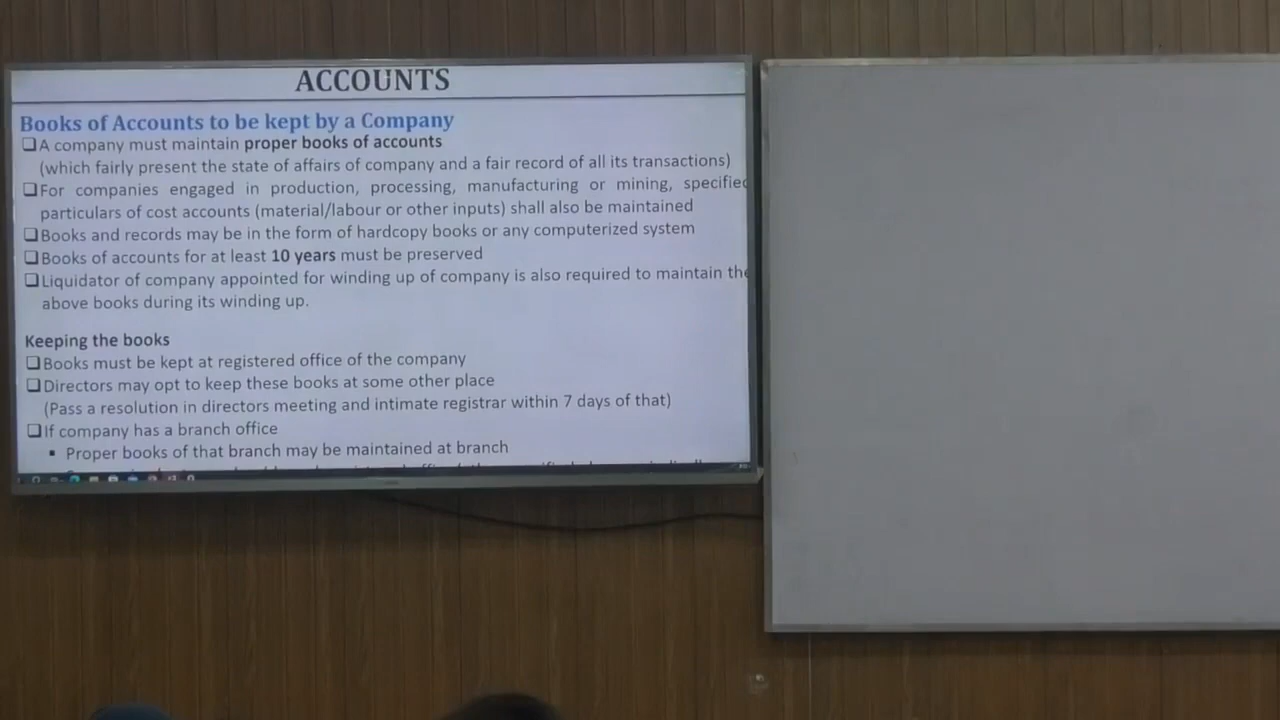 ACCOUNTS
Books of Accounts to be kept by a Company
❑A company must maintain proper books of accounts
(which fairly present the state of affairs of company and a fair record of all its transactions)
❑For companies engaged in production, processing, manufacturing or mining, specified
particulars of cost accounts (material/labour or other inputs) shall also be maintained
❑Books and records may be in the form of hardcopy books or any computerized system
❑Books of accounts for at least 10 years must be preserved
❑Liquidator of company appointed for winding up of company is also required to maintain the
above books during its winding up.
Keeping the books
❑Books must be kept at registered office of the company
❑Directors may opt to keep these books at some other place
(Pass a resolution in directors meeting and intimate registrar within 7 days of that)
❑If company has a branch office
▪ Proper books of that branch may be maintained at branch